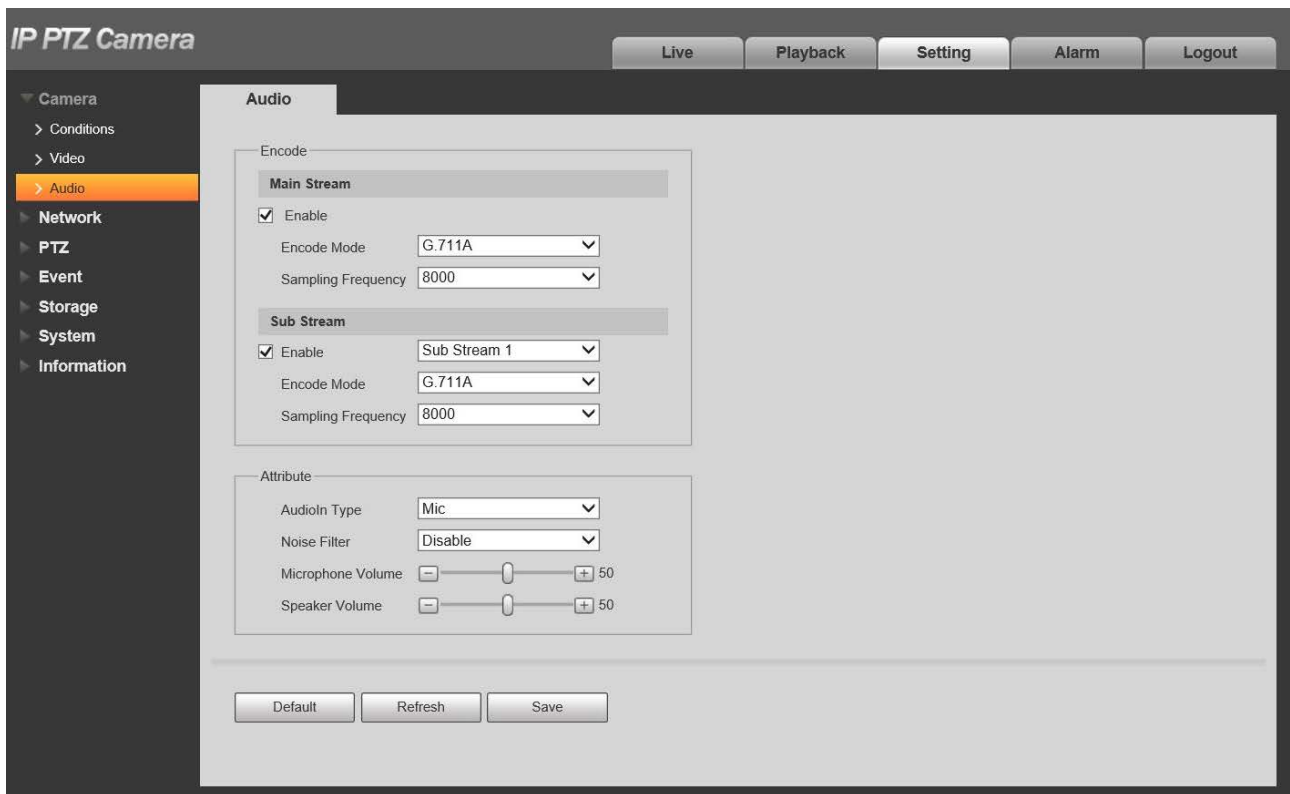 IP PTZ Camera
Live
Playback
Setting
Alarm
Logout
Camera
Conditions
Video
Audio
Network
PTZ
Event
Storage
System
Information
Audio
Encode
Main Stream
Enable
Encode Mode G.711A
Sampling Frequency 8000
Sub Stream
Enable Sub Stream 1
Encode Mode G.711A
Sampling Frequency 8000
Attribute
AudioIn Type Mic
Noise Filter Disable
Microphone Volume - + 50
Speaker Volume - + 50
Default Refresh Save